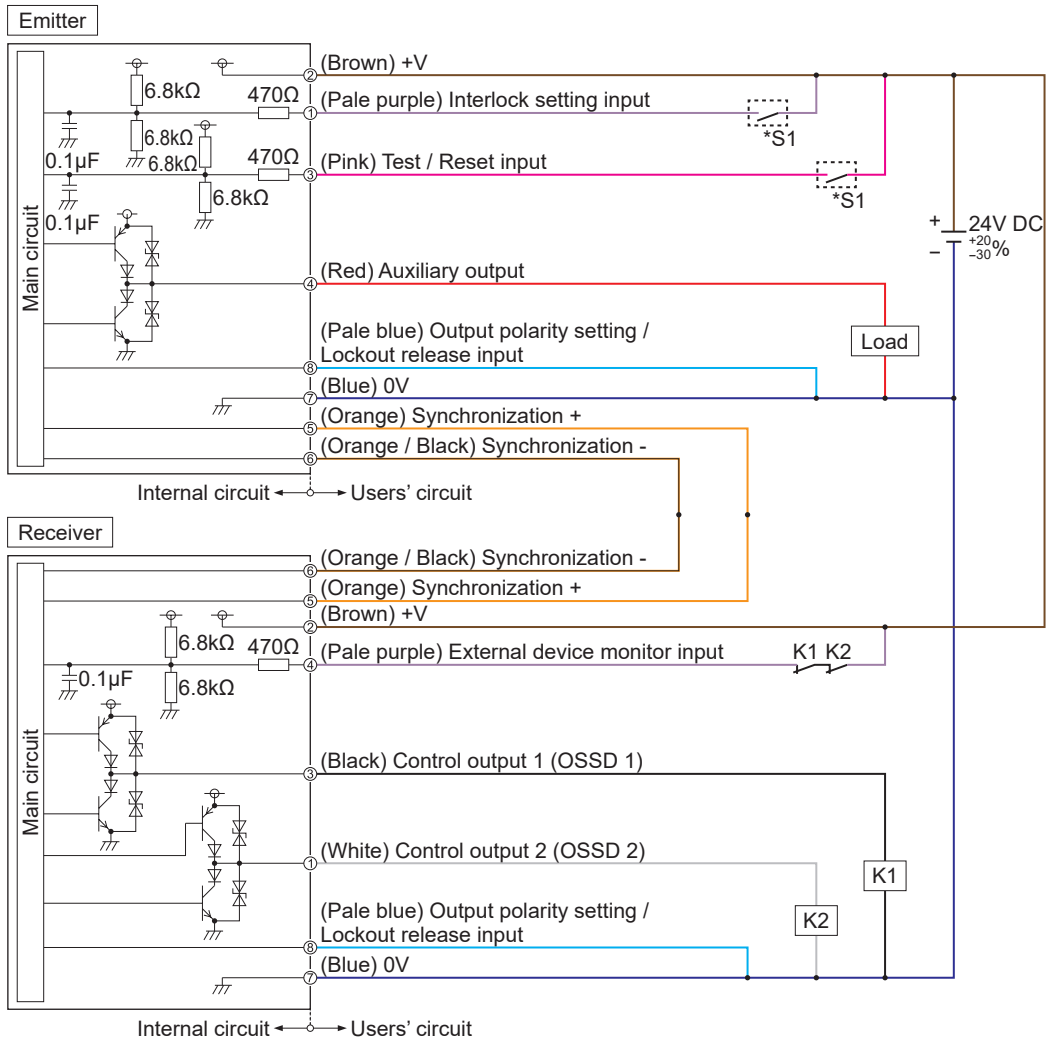 Emitter
(Brown) +V
②
6.8kΩ
470Ω
(Pale purple) Interlock setting input
①
*S1
6.8kΩ
0.1µF
6.8kΩ
470Ω
(Pink) Test / Reset input
③
*S1
6.8kΩ
0.1µF
Main circuit
+
24V DC
+20
−30 %
−
(Red) Auxiliary output
④
Load
(Pale blue) Output polarity setting /
Lockout release input
⑧
(Blue) 0V
⑦
(Orange) Synchronization +
⑤
(Orange / Black) Synchronization -
⑥
Internal circuit
Users’ circuit
Receiver
(Orange / Black) Synchronization -
⑥
(Orange) Synchronization +
⑤
(Brown) +V
②
6.8kΩ
470Ω
(Pale purple) External device monitor input
④
K1 K2
0.1µF
6.8kΩ
Main circuit
(Black) Control output 1 (OSSD 1)
③
(White) Control output 2 (OSSD 2)
①
K1
K2
(Pale blue) Output polarity setting /
Lockout release input
⑧
(Blue) 0V
⑦
Internal circuit
Users’ circuit